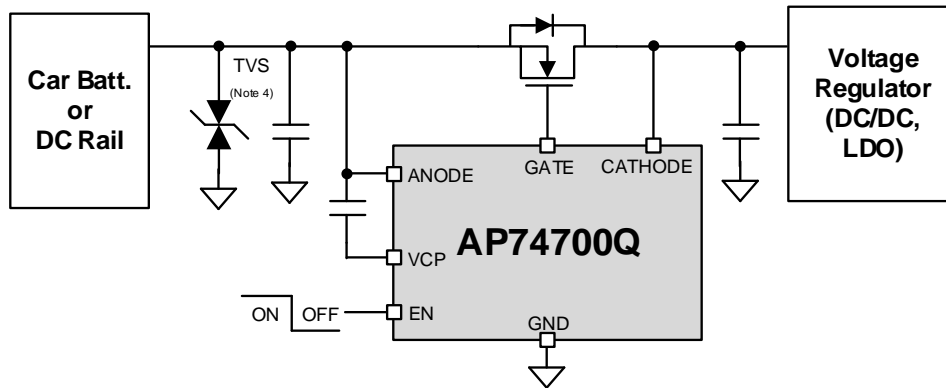 Car Batt.
or
DC Rail
TVS
(Note 4)
Voltage
Regulator
(DC/DC,
LDO)
ANODE
GATE
CATHODE
AP74700Q
VCP
ON
OFF
EN
GND